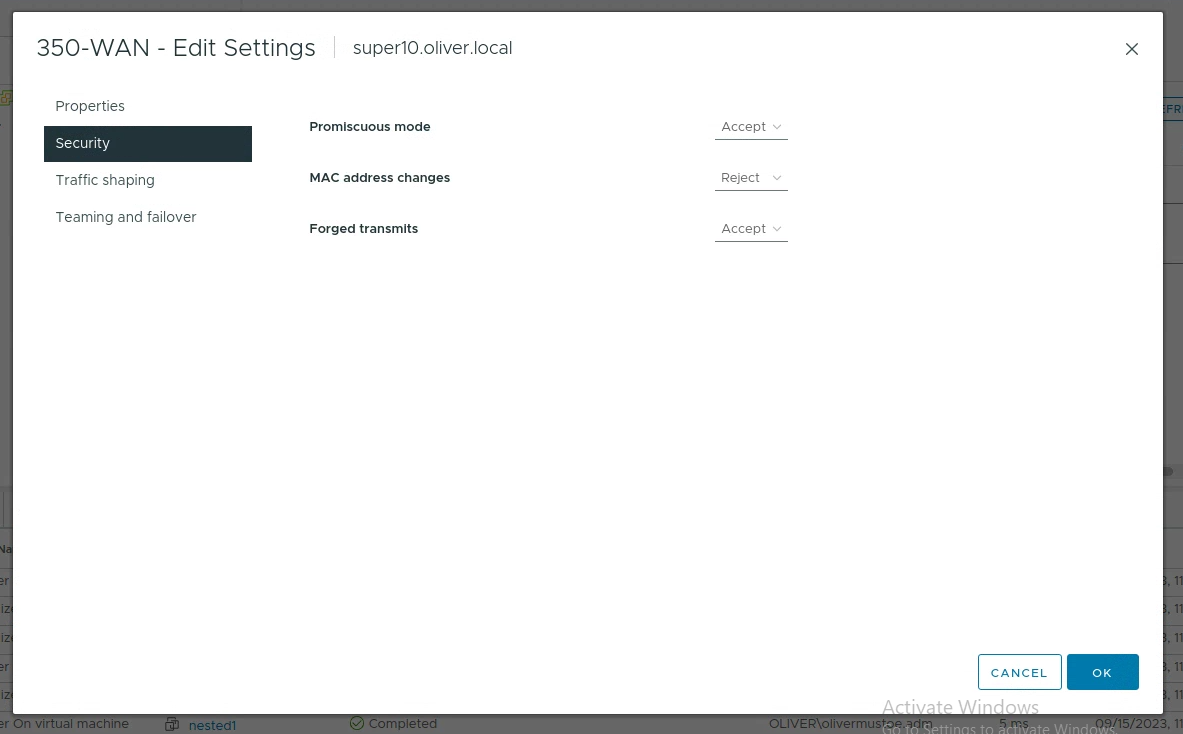 350-WAN - Edit Settings super10.oliver.local
Properties
Security
Traffic shaping
Teaming and failover
Promiscuous mode Accept
MAC address changes Reject
Forged transmits Accept
CANCEL OK
Activate Windows
Go to Settings to activate Windows.
On virtual machine nested1 Completed OLIVER\olivermustoe.adm 5 ms 09/15/2023, 11